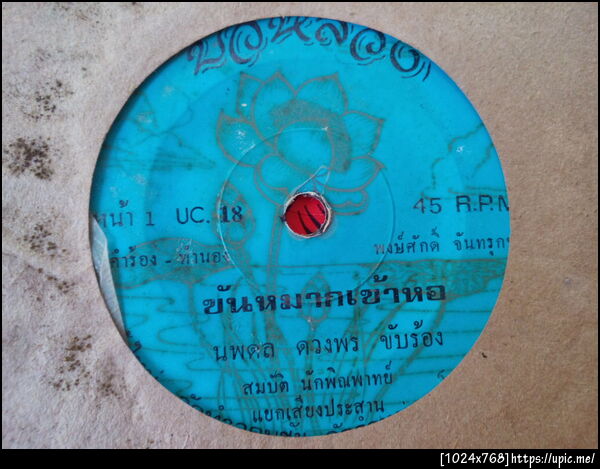 หน้า 1 UC. 18 45 R.P.M
คำร้อง - ทำนอง พงษ์ศักดิ์ จันทรุก
ขันหมากเข้าหอ
นพดล ดวงพร ขับร้อง
สมบัติ นักพิณพาทย์
แยกเสียงประสาน
[1024x768]https://upic.me/